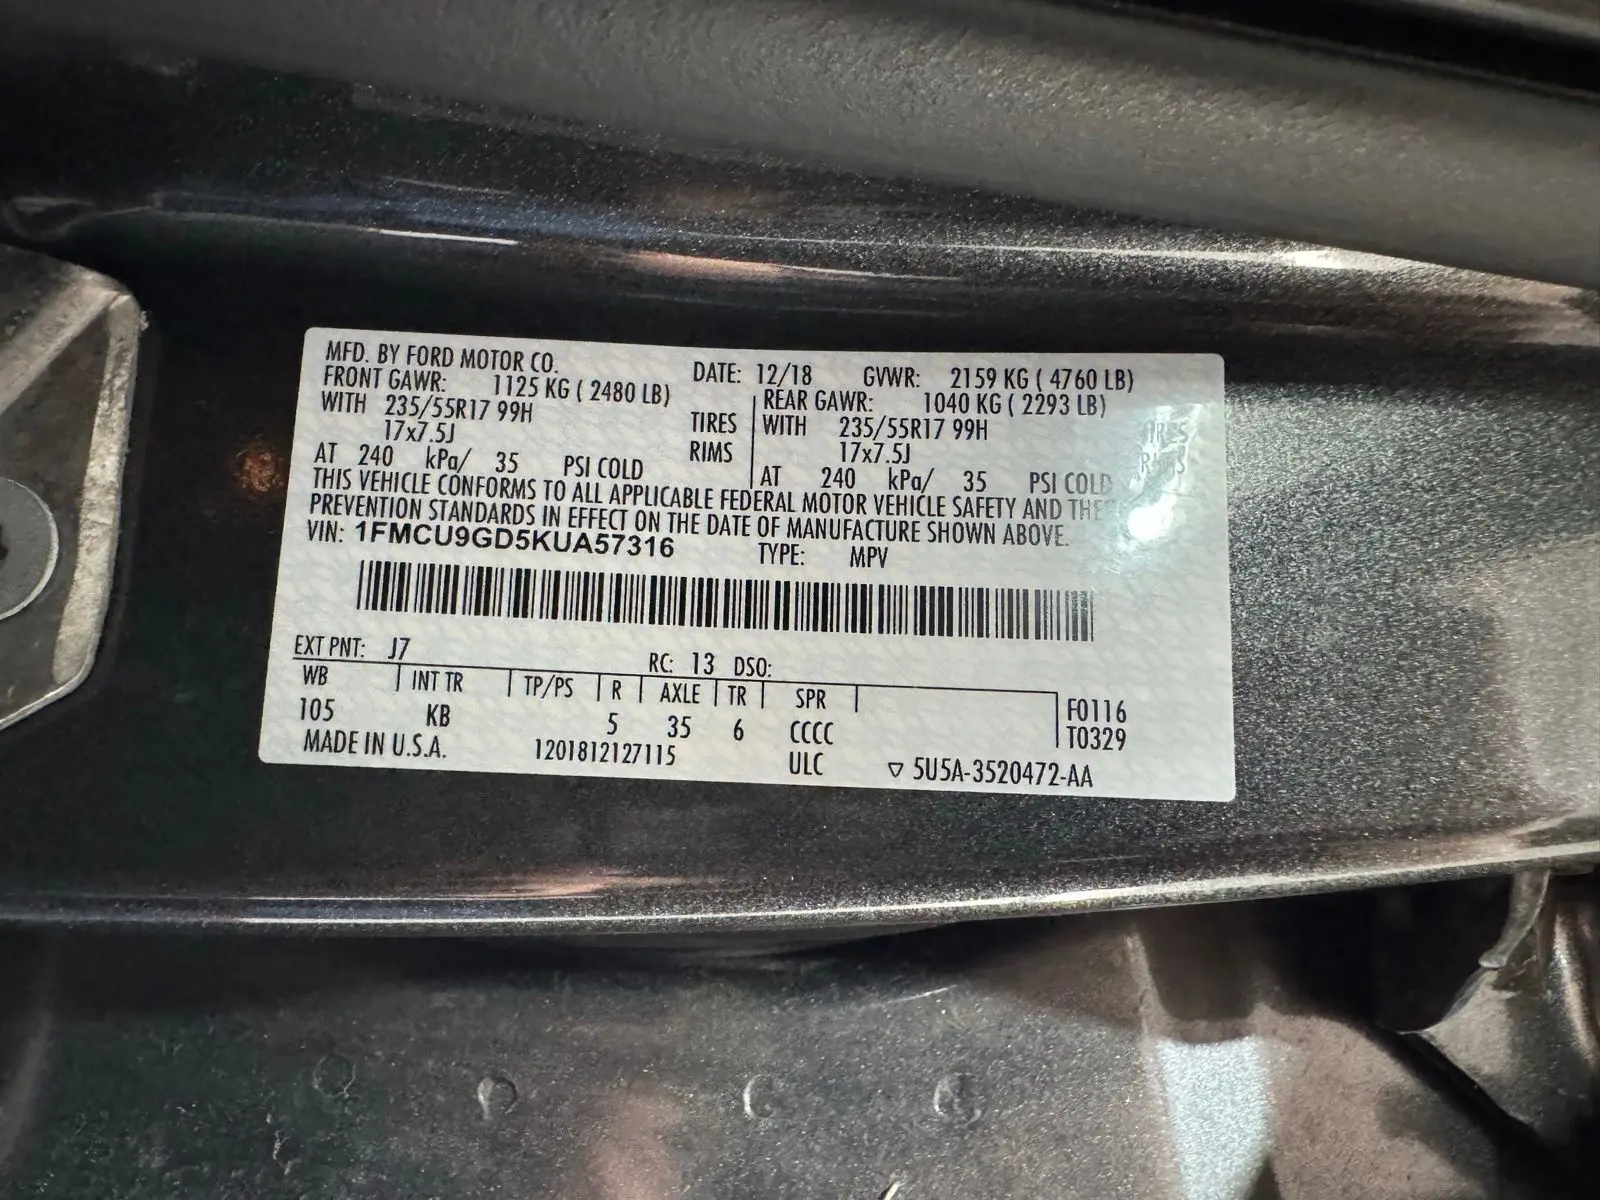 MFD. BY FORD MOTOR CO. DATE: 12/18 GVWR: 2159 KG ( 4760 LB)
FRONT GAWR: 1125 KG ( 2480 LB) REAR GAWR: 1040 KG ( 2293 LB)
WITH 235/55R17 99H TIRES WITH 235/55R17 99H TIRES
17x7.5J RIMS 17x7.5J RIMS
AT 240 kPa/ 35 PSI COLD AT 240 kPa/ 35 PSI COLD
THIS VEHICLE CONFORMS TO ALL APPLICABLE FEDERAL MOTOR VEHICLE SAFETY AND THEFT
PREVENTION STANDARDS IN EFFECT ON THE DATE OF MANUFACTURE SHOWN ABOVE.
VIN: 1FMCU9GD5KUA57316 TYPE: MPV
EXT PNT: J7 RC: 13 DSO:
WB INT TR TP/PS R AXLE TR SPR F0116
105 KB 5 35 6 CCCC T0329
MADE IN U.S.A. 1201812127115 ULC ▽ 5U5A-3520472-AA